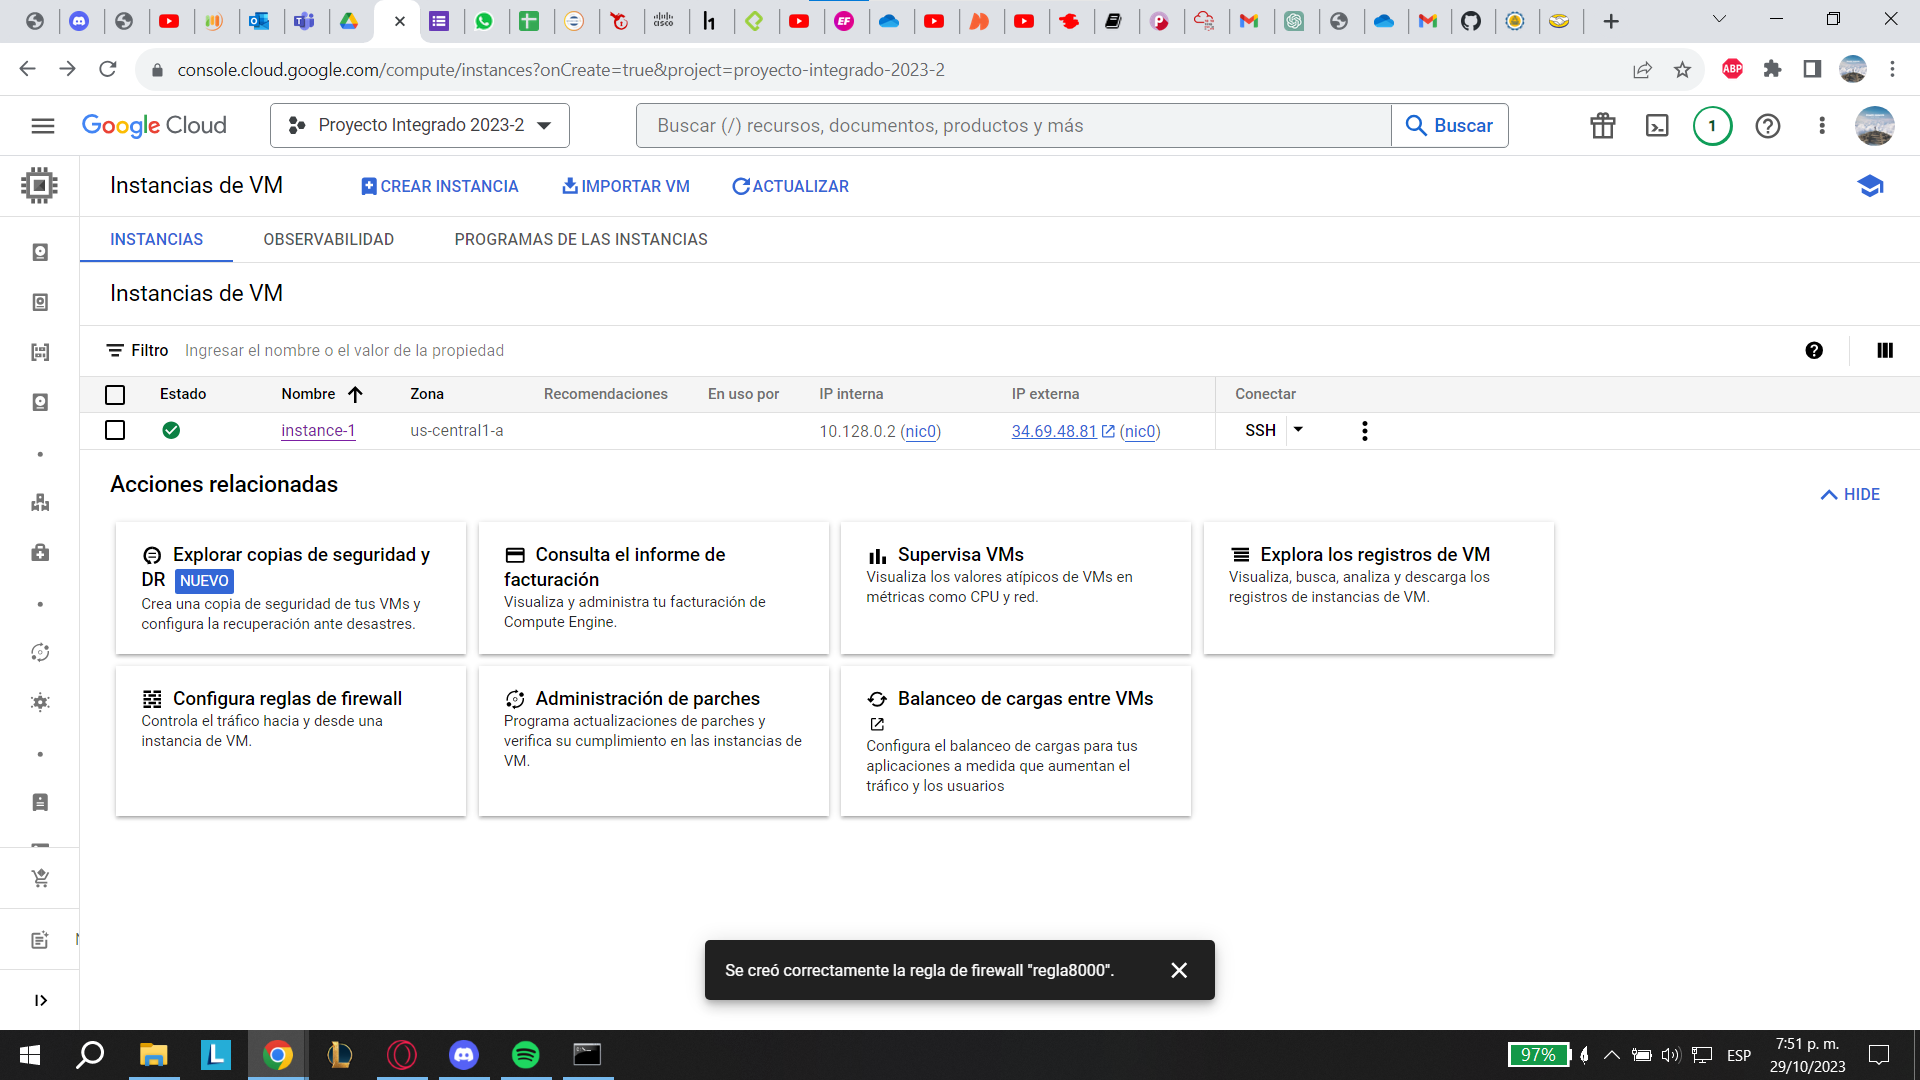 console.cloud.google.com/compute/instances?onCreate=true&project=proyecto-integrado-2023-2
ABP
Google Cloud
Proyecto Integrado 2023-2
Buscar (/) recursos, documentos, productos y más
Buscar
1
Instancias de VM
CREAR INSTANCIA
IMPORTAR VM
ACTUALIZAR
INSTANCIAS
OBSERVABILIDAD
PROGRAMAS DE LAS INSTANCIAS
Instancias de VM
Filtro Ingresar el nombre o el valor de la propiedad
Estado Nombre Zona Recomendaciones En uso por IP interna IP externa Conectar
instance-1 us-central1-a 10.128.0.2 (nic0) 34.69.48.81 (nic0) SSH
Acciones relacionadas
HIDE
Explorar copias de seguridad y
DR NUEVO
Crea una copia de seguridad de tus VMs y
configura la recuperación ante desastres.
Consulta el informe de
facturación
Visualiza y administra tu facturación de
Compute Engine.
Supervisa VMs
Visualiza los valores atípicos de VMs en
métricas como CPU y red.
Explora los registros de VM
Visualiza, busca, analiza y descarga los
registros de instancias de VM.
Configura reglas de firewall
Controla el tráfico hacia y desde una
instancia de VM.
Administración de parches
Programa actualizaciones de parches y
verifica su cumplimiento en las instancias de
VM.
Balanceo de cargas entre VMs
Configura el balanceo de cargas para tus
aplicaciones a medida que aumentan el
tráfico y los usuarios
Se creó correctamente la regla de firewall "regla8000".
97%
ESP
7:51 p. m.
29/10/2023